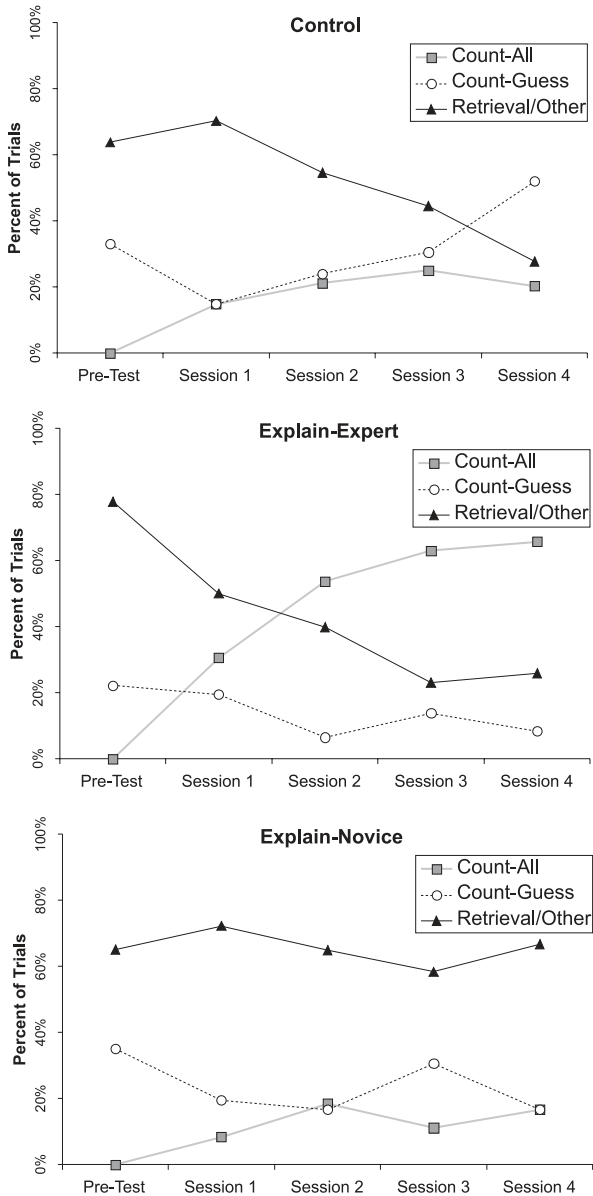 Control
Count-All
Count-Guess
Retrieval/Other
Percent of Trials
100%
80%
60%
40%
20%
0%
Pre-Test Session 1 Session 2 Session 3 Session 4
Explain-Expert
Count-All
Count-Guess
Retrieval/Other
Percent of Trials
100%
80%
60%
40%
20%
0%
Pre-Test Session 1 Session 2 Session 3 Session 4
Explain-Novice
Count-All
Count-Guess
Retrieval/Other
Percent of Trials
100%
80%
60%
40%
20%
0%
Pre-Test Session 1 Session 2 Session 3 Session 4